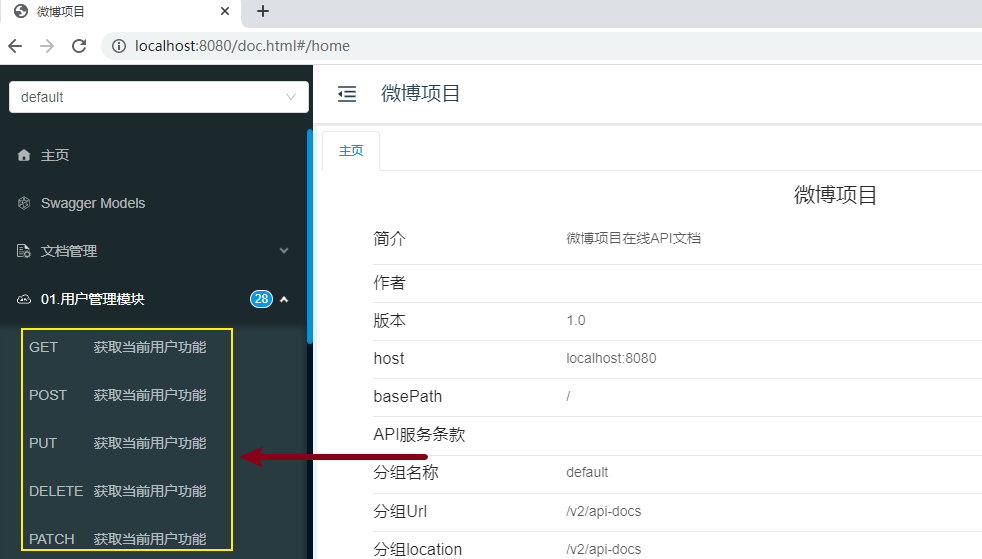 微博项目
localhost:8080/doc.html#/home
default
微博项目
主页
主页
Swagger Models
文档管理
01.用户管理模块 28
GET 获取当前用户功能
POST 获取当前用户功能
PUT 获取当前用户功能
DELETE 获取当前用户功能
PATCH 获取当前用户功能
微博项目
简介 微博项目在线API文档
作者
版本 1.0
host localhost:8080
basePath /
API服务条款
分组名称 default
分组Url /v2/api-docs
分组location /v2/api-docs